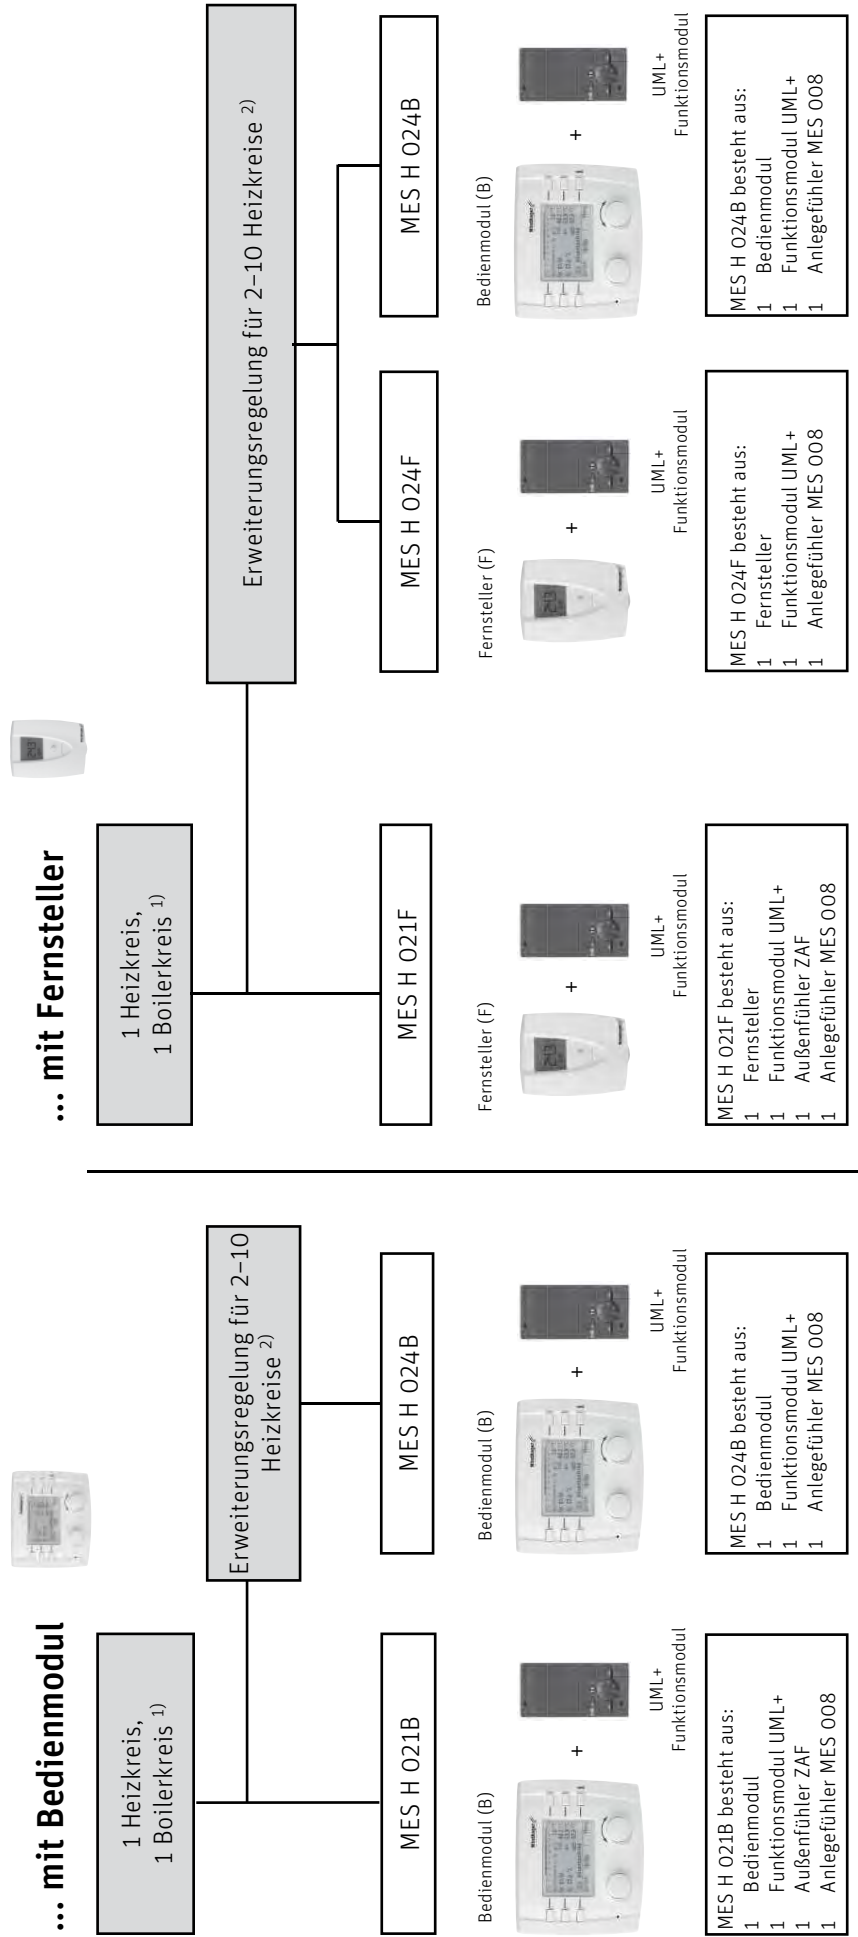 ... mit Bedienmodul
1 Heizkreis,
1 Boilerkreis 1)
Erweiterungsregelung für 2–10
Heizkreise 2)
MES H 021B
MES H 024B
Bedienmodul (B)
+
UML+
Funktionsmodul
Bedienmodul (B)
+
UML+
Funktionsmodul
MES H 021B besteht aus:
1 Bedienmodul
1 Funktionsmodul UML+
1 Außenfühler ZAF
1 Anlegefühler MES 008
MES H 024B besteht aus:
1 Bedienmodul
1 Funktionsmodul UML+
1 Anlegefühler MES 008
... mit Fernsteller
1 Heizkreis,
1 Boilerkreis 1)
Erweiterungsregelung für 2–10 Heizkreise 2)
MES H 021F
MES H 024F
MES H 024B
Fernsteller (F)
+
UML+
Funktionsmodul
Fernsteller (F)
+
UML+
Funktionsmodul
Bedienmodul (B)
+
UML+
Funktionsmodul
MES H 021F besteht aus:
1 Fernsteller
1 Funktionsmodul UML+
1 Außenfühler ZAF
1 Anlegefühler MES 008
MES H 024F besteht aus:
1 Fernsteller
1 Funktionsmodul UML+
1 Anlegefühler MES 008
MES H 024B besteht aus:
1 Bedienmodul
1 Funktionsmodul UML+
1 Anlegefühler MES 008